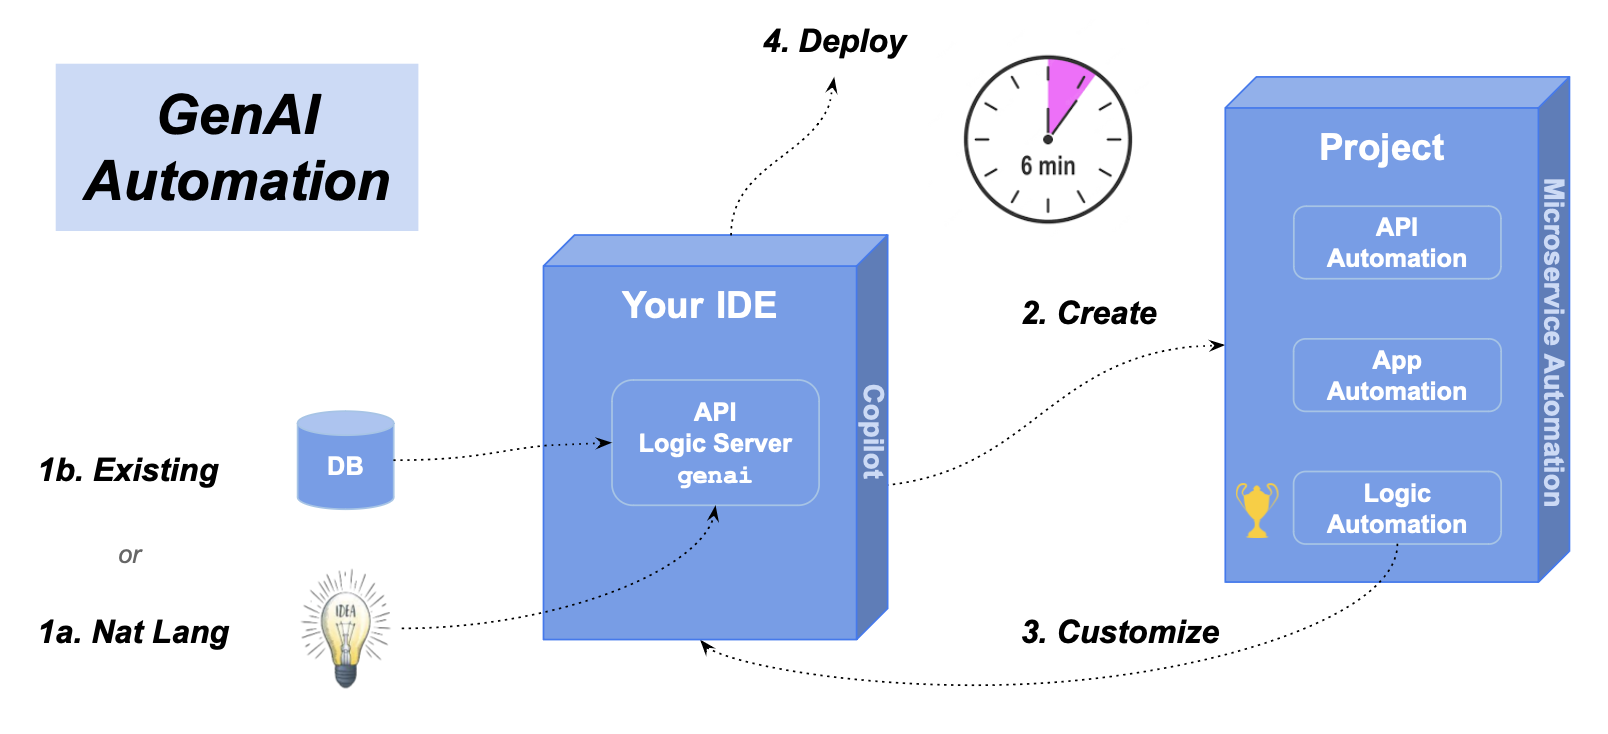 GenAI
Automation
4. Deploy
6 min
Project
API
Automation
App
Automation
Logic
Automation
Microservice Automation
Your IDE
API
Logic Server
genai
Copilot
2. Create
1b. Existing
DB
or
1a. Nat Lang
IDEA
3. Customize